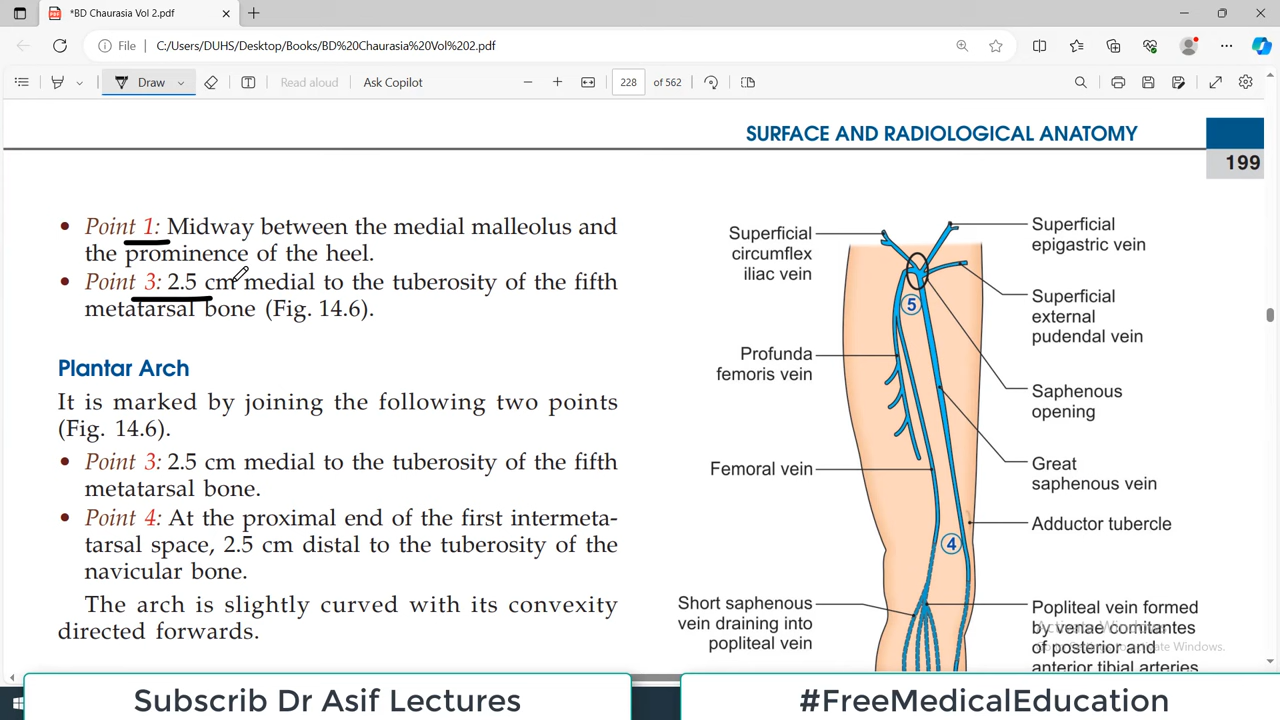 *BD Chaurasia Vol 2.pdf
File
C:/Users/DUHS/Desktop/Books/BD%20Chaurasia%20Vol%202.pdf
Draw
Read aloud
Ask Copilot
228 of 562
SURFACE AND RADIOLOGICAL ANATOMY
199
• Point 1: Midway between the medial malleolus and
the prominence of the heel.
• Point 3: 2.5 cm medial to the tuberosity of the fifth
metatarsal bone (Fig. 14.6).
Plantar Arch
It is marked by joining the following two points
(Fig. 14.6).
• Point 3: 2.5 cm medial to the tuberosity of the fifth
metatarsal bone.
• Point 4: At the proximal end of the first intermeta-
tarsal space, 2.5 cm distal to the tuberosity of the
navicular bone.
The arch is slightly curved with its convexity
directed forwards.
Superficial
circumflex
iliac vein
Profunda
femoris vein
Femoral vein
Short saphenous
vein draining into
popliteal vein
5
4
Superficial
epigastric vein
Superficial
external
pudendal vein
Saphenous
opening
Great
saphenous vein
Adductor tubercle
Popliteal vein formed
by venae comitantes
of posterior and
anterior tibial arteries
Activate Windows
Go to Settings to activate Windows.
Subscrib Dr Asif Lectures
#FreeMedicalEducation